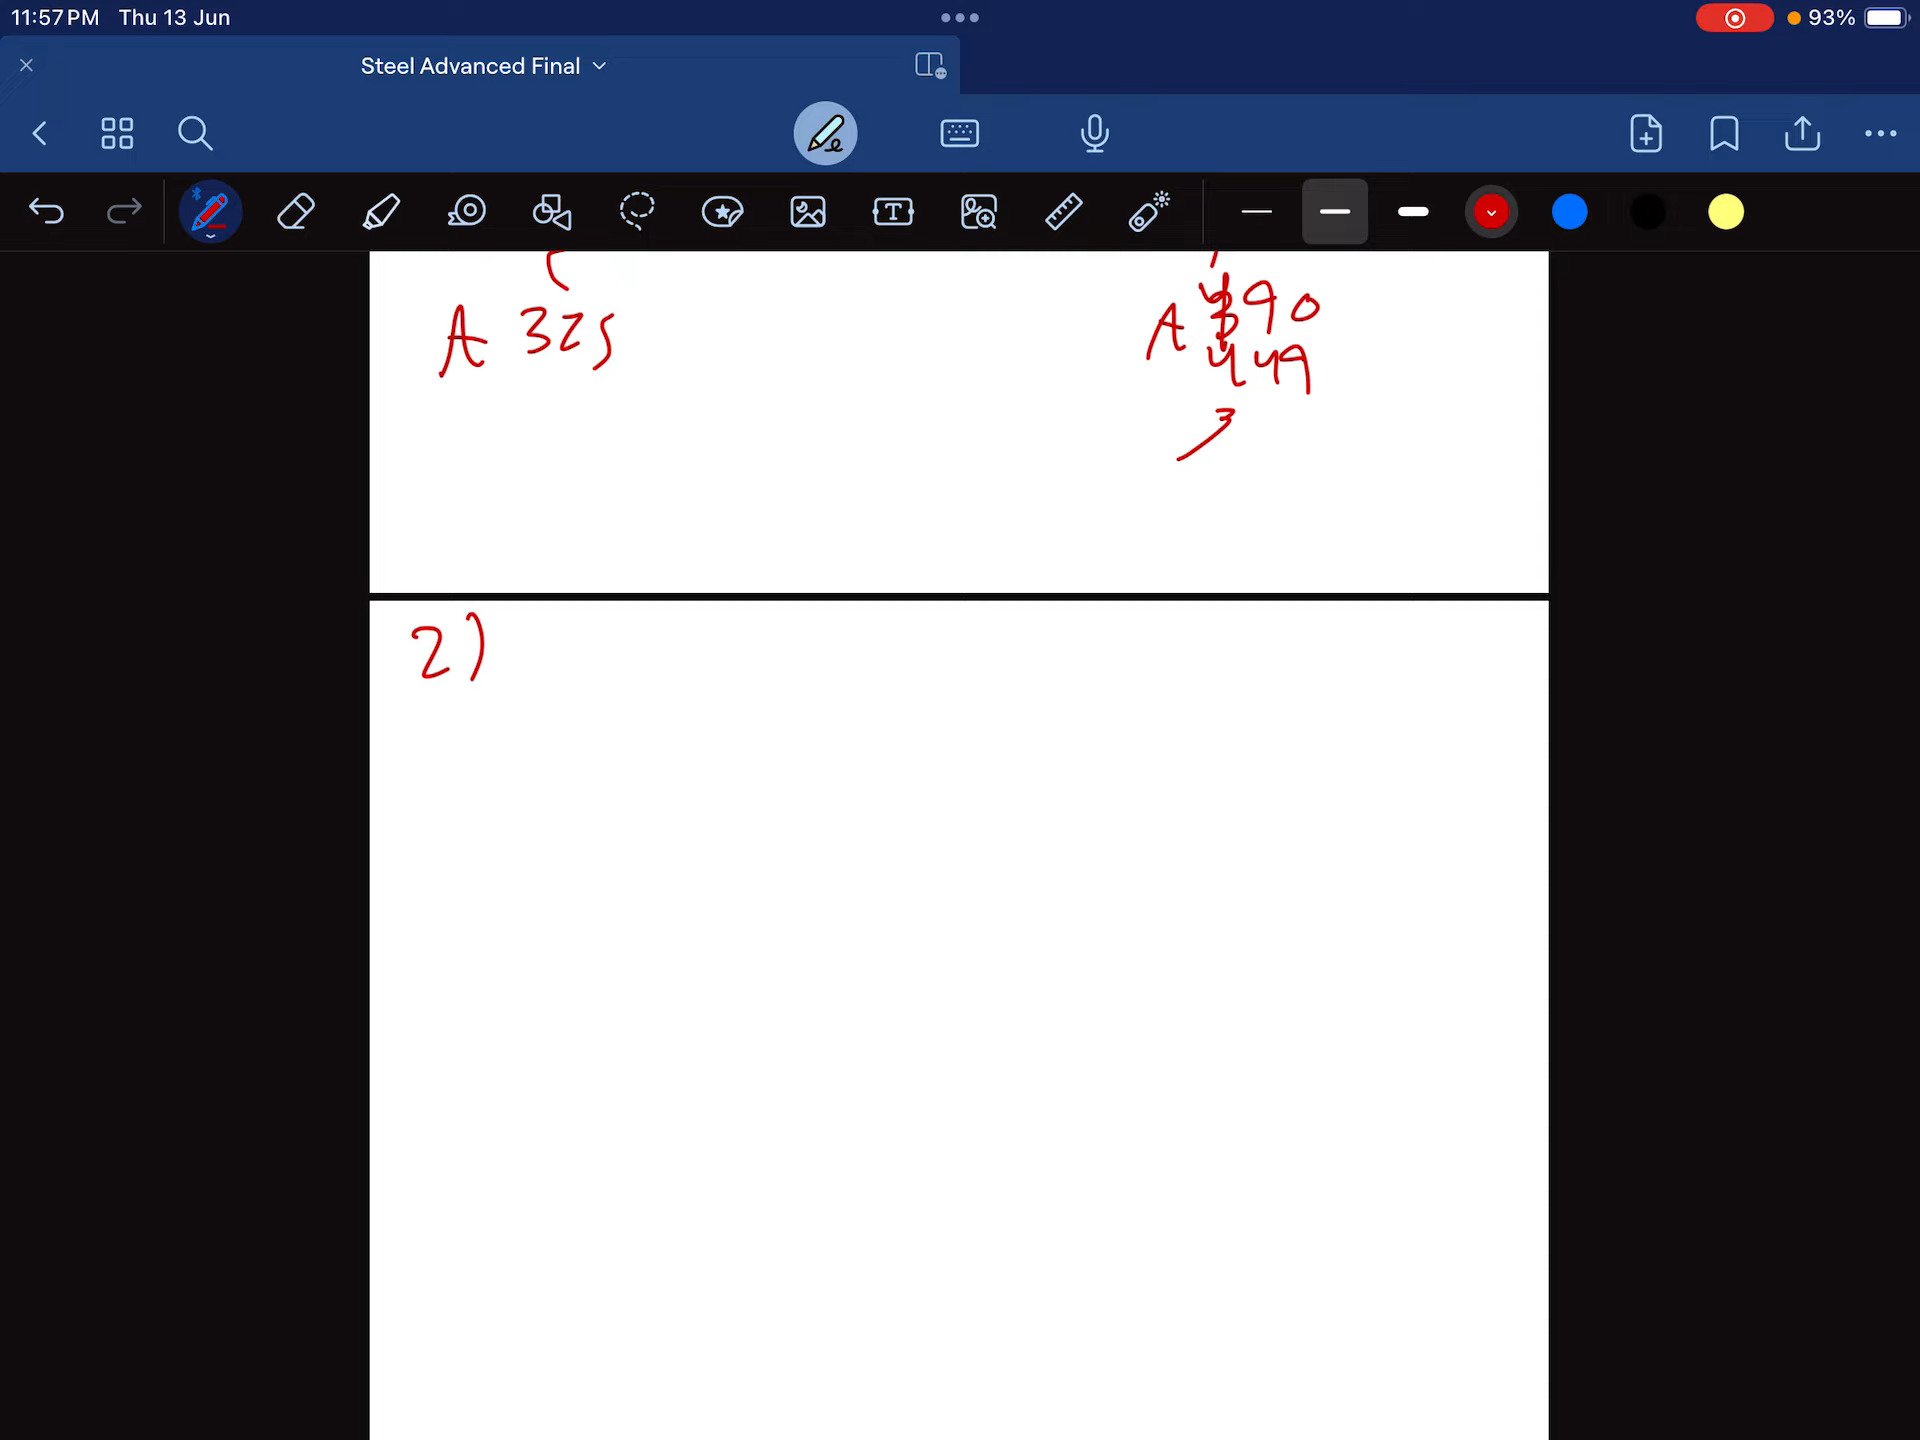 11:57 PM Thu 13 Jun
93%
Steel Advanced Final
A 325
A 490
449
2)